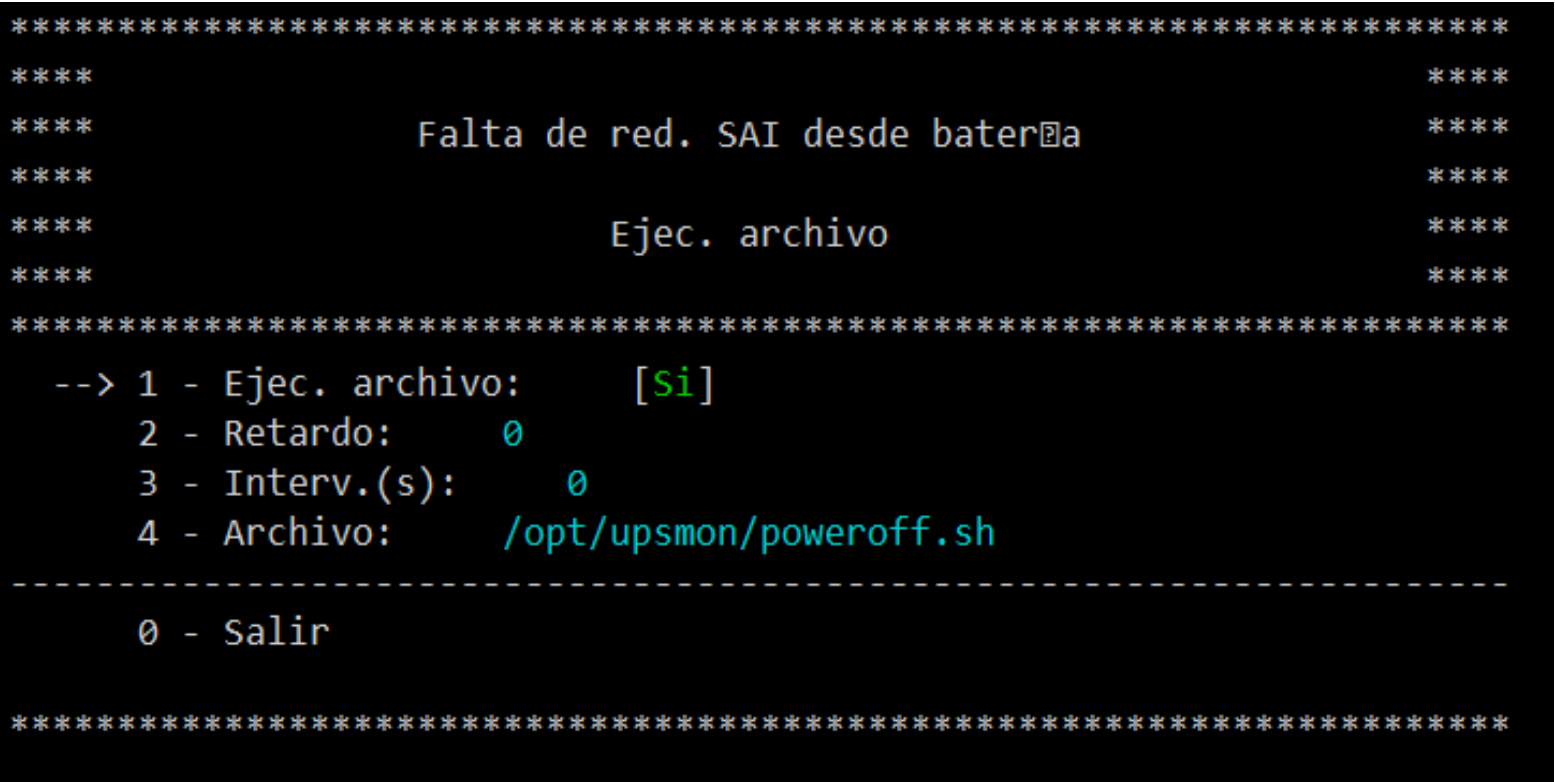 **********************************************************************
****                                                              ****
****               Falta de red. SAI desde bater�a                ****
****                                                              ****
****                        Ejec. archivo                         ****
****                                                              ****
**********************************************************************
  --> 1 - Ejec. archivo:     [Si]
      2 - Retardo:     0
      3 - Interv.(s):     0
      4 - Archivo:     /opt/upsmon/poweroff.sh
----------------------------------------------------------------------
      0 - Salir
**********************************************************************